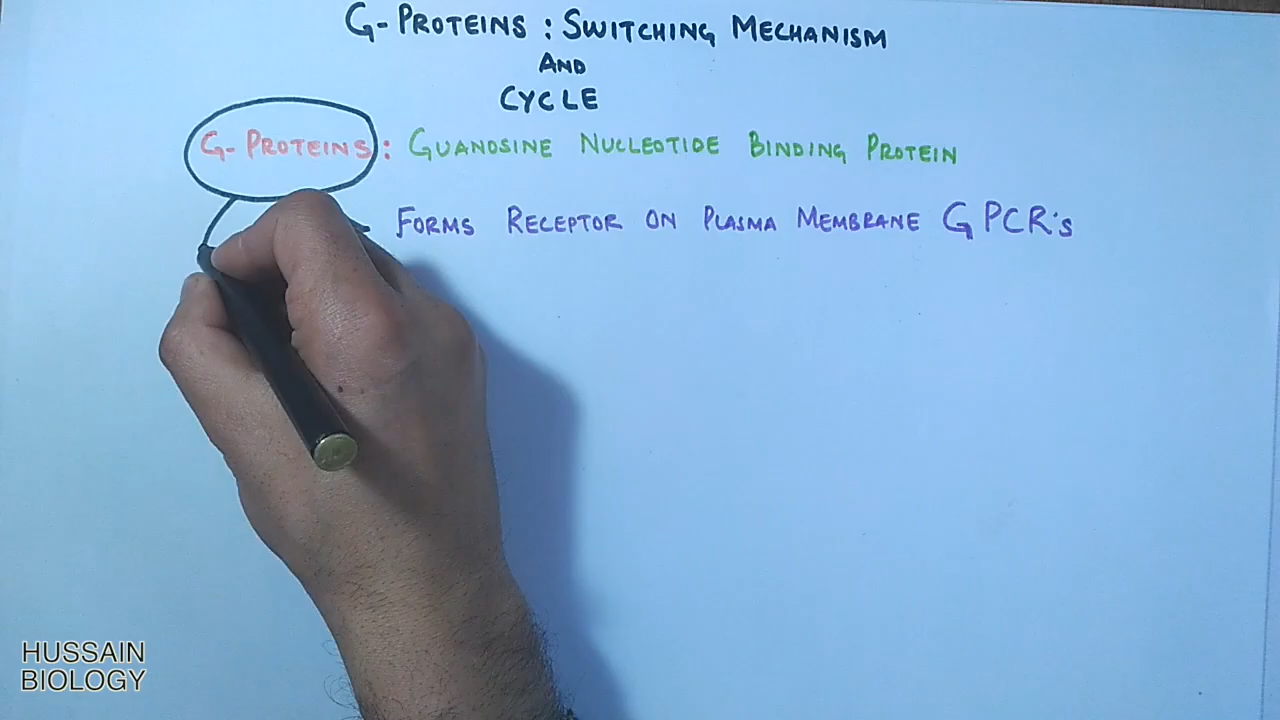 G-PROTEINS : SWITCHING MECHANISM
AND
CYCLE
G-PROTEINS : GUANOSINE NUCLEOTIDE BINDING PROTEIN
FORMS RECEPTOR ON PLASMA MEMBRANE GPCR's
HUSSAIN
BIOLOGY